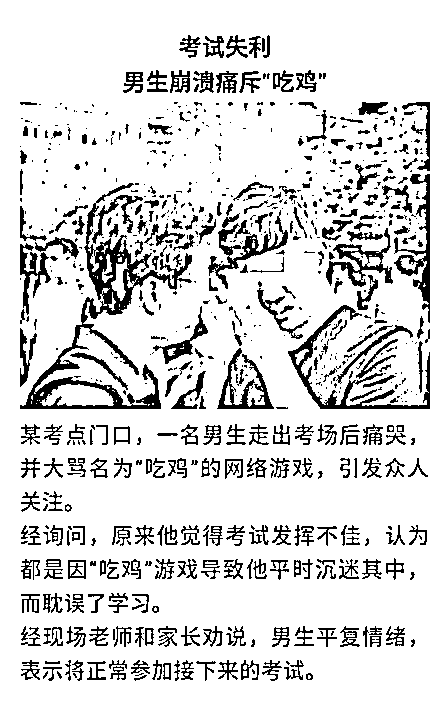 考试失利
男生崩溃痛斥“吃鸡”
某考点门口，一名男生走出考场后痛哭，
并大骂名为“吃鸡”的网络游戏，引发众人
关注。
经询问，原来他觉得考试发挥不佳，认为
都是因“吃鸡”游戏导致他平时沉迷其中，
而耽误了学习。
经现场老师和家长劝说，男生平复情绪，
表示将正常参加接下来的考试。